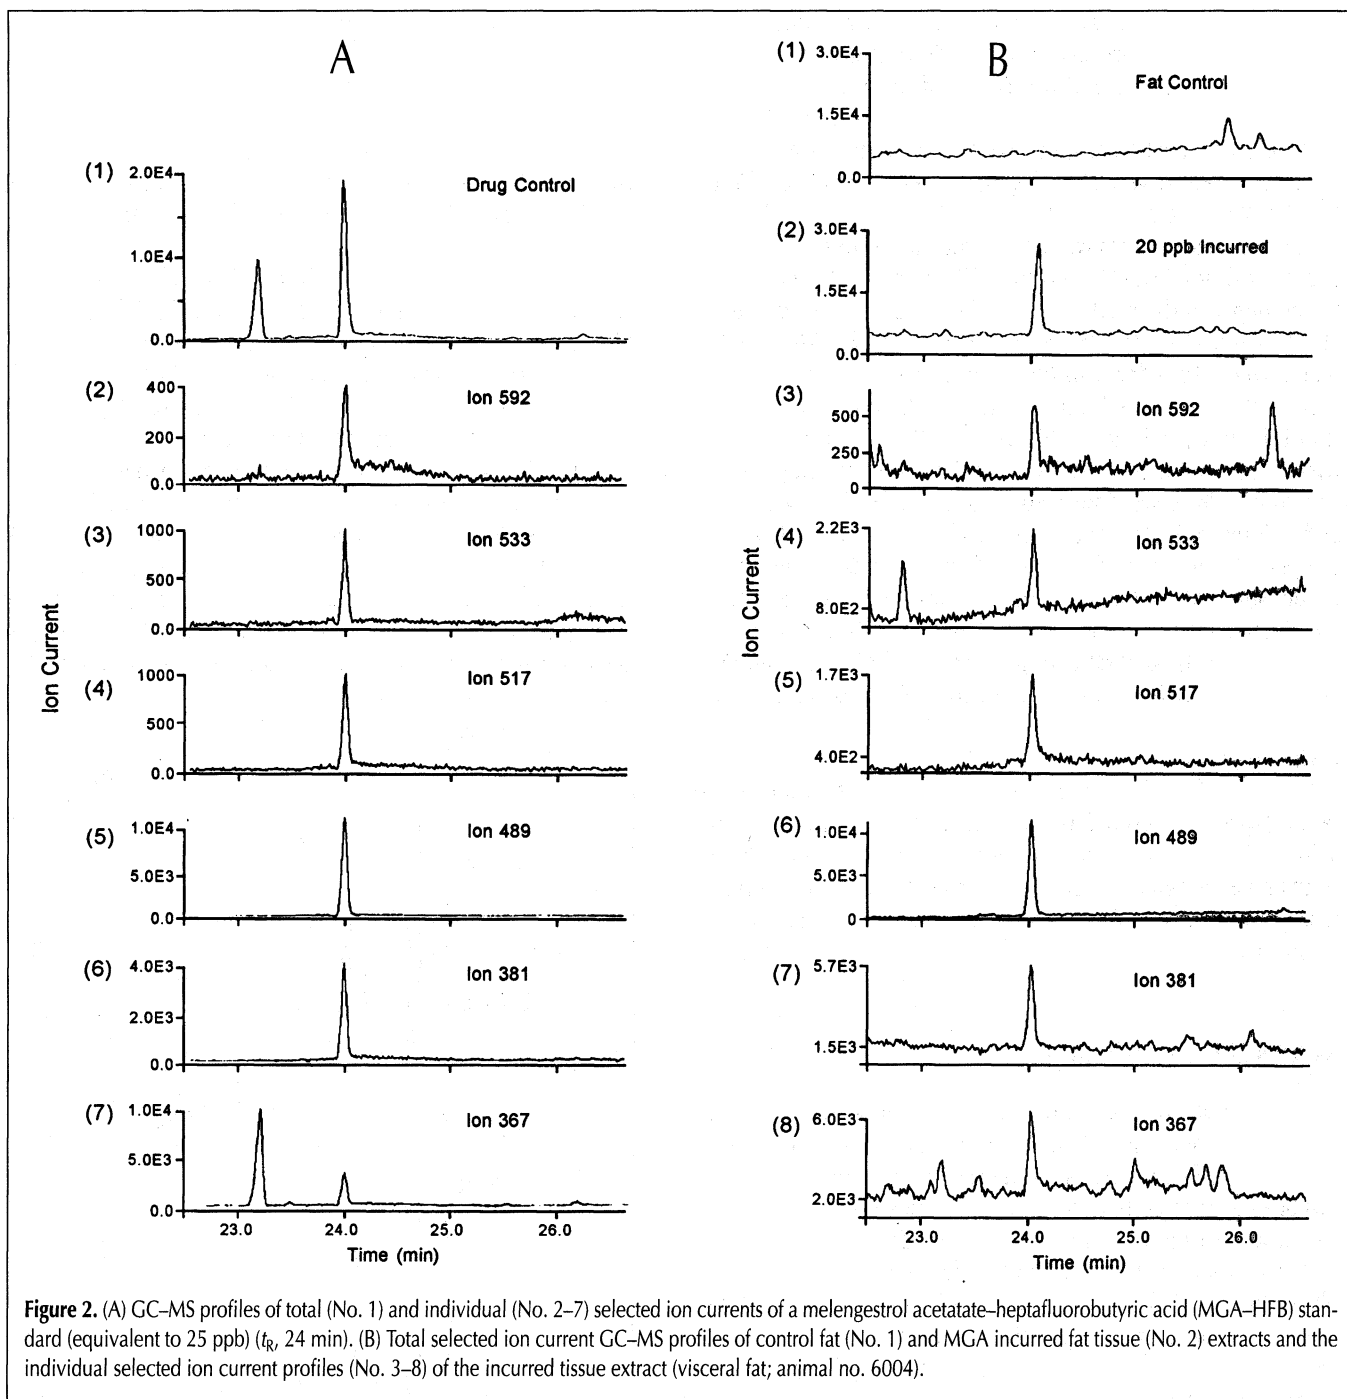 A
(1)
2.0E4
Drug Control
1.0E4
0.0
(2)
400
Ion 592
200
0.0
(3)
1000
Ion 533
500
0.0
(4)
1000
Ion 517
500
0.0
(5)
1.0E4
Ion 489
5.0E3
0.0
(6)
4.0E3
Ion 381
2.0E3
0.0
(7)
1.0E4
Ion 367
5.0E3
0.0
23.0 24.0 25.0 26.0
Time (min)
Ion Current
B
(1)
3.0E4
Fat Control
1.5E4
0.0
(2)
3.0E4
20 ppb Incurred
1.5E4
0.0
(3)
Ion 592
500
250
0
(4)
2.2E3
Ion 533
8.0E2
(5)
1.7E3
Ion 517
4.0E2
(6)
1.0E4
Ion 489
5.0E3
0
(7)
5.7E3
Ion 381
1.5E3
(8)
6.0E3
Ion 367
2.0E3
23.0 24.0 25.0 26.0
Time (min)
Ion Current
Figure 2. (A) GC–MS profiles of total (No. 1) and individual (No. 2–7) selected ion currents of a melengestrol acetatate–heptafluorobutyric acid (MGA–HFB) stan-
dard (equivalent to 25 ppb) (tR, 24 min). (B) Total selected ion current GC–MS profiles of control fat (No. 1) and MGA incurred fat tissue (No. 2) extracts and the
individual selected ion current profiles (No. 3–8) of the incurred tissue extract (visceral fat; animal no. 6004).